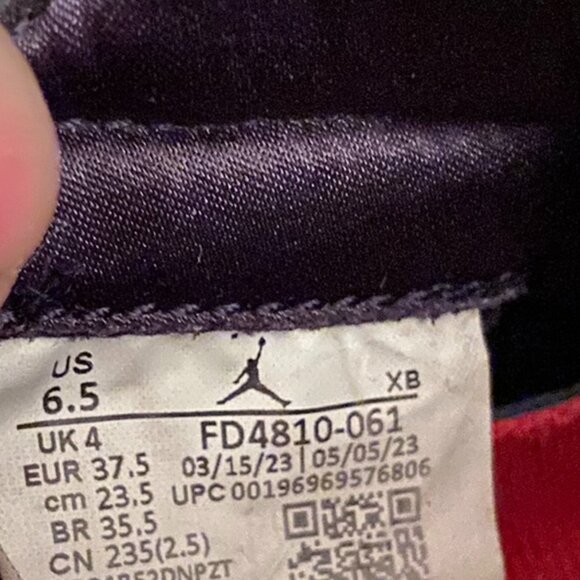 US
6.5
XB
UK 4
FD4810-061
EUR 37.5
03/15/23 | 05/05/23
cm 23.5
UPC 00196969576806
BR 35.5
CN 235(2.5)